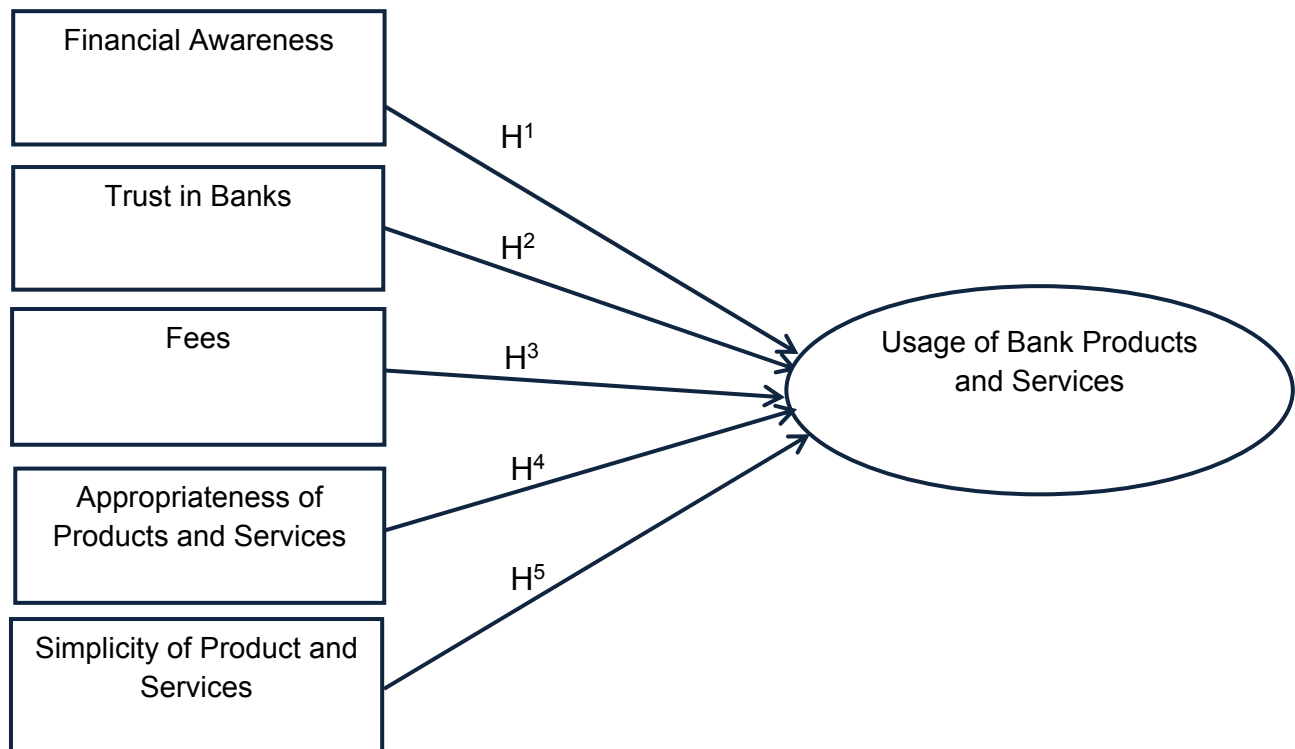 Financial Awareness
H¹
Trust in Banks
H²
Fees
H³
Usage of Bank Products
and Services
Appropriateness of
Products and Services
H⁴
Simplicity of Product and
Services
H⁵